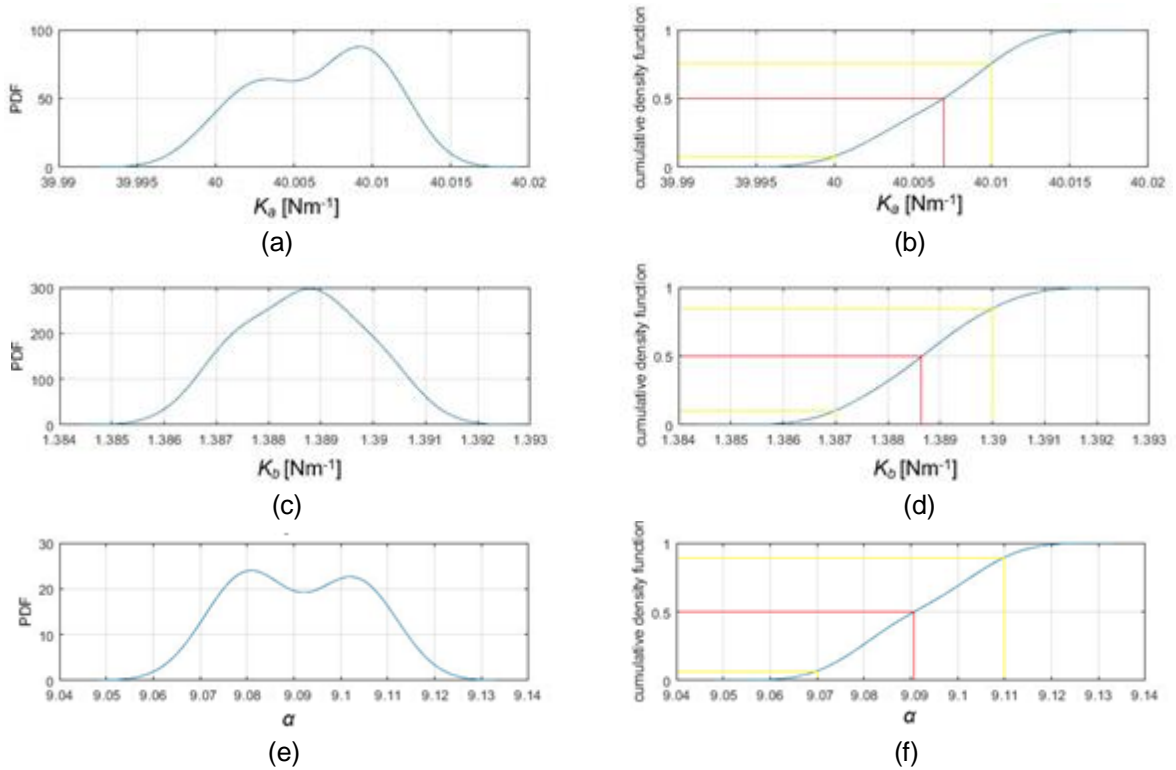 PDF
100
50
0
39.99 39.995 40 40.005 40.01 40.015 40.02
Ka [Nm-1]
(a)
cumulative density function
1
0.5
0
39.99 39.995 40 40.005 40.01 40.015 40.02
Ka [Nm-1]
(b)
PDF
300
200
100
0
1.384 1.385 1.386 1.387 1.388 1.389 1.39 1.391 1.392 1.393
Kb [Nm-1]
(c)
cumulative density function
1
0.5
0
1.384 1.385 1.386 1.387 1.388 1.389 1.39 1.391 1.392 1.393
Kb [Nm-1]
(d)
PDF
30
20
10
0
9.04 9.05 9.06 9.07 9.08 9.09 9.1 9.11 9.12 9.13 9.14
α
(e)
cumulative density function
1
0.5
0
9.04 9.05 9.06 9.07 9.08 9.09 9.1 9.11 9.12 9.13 9.14
α
(f)